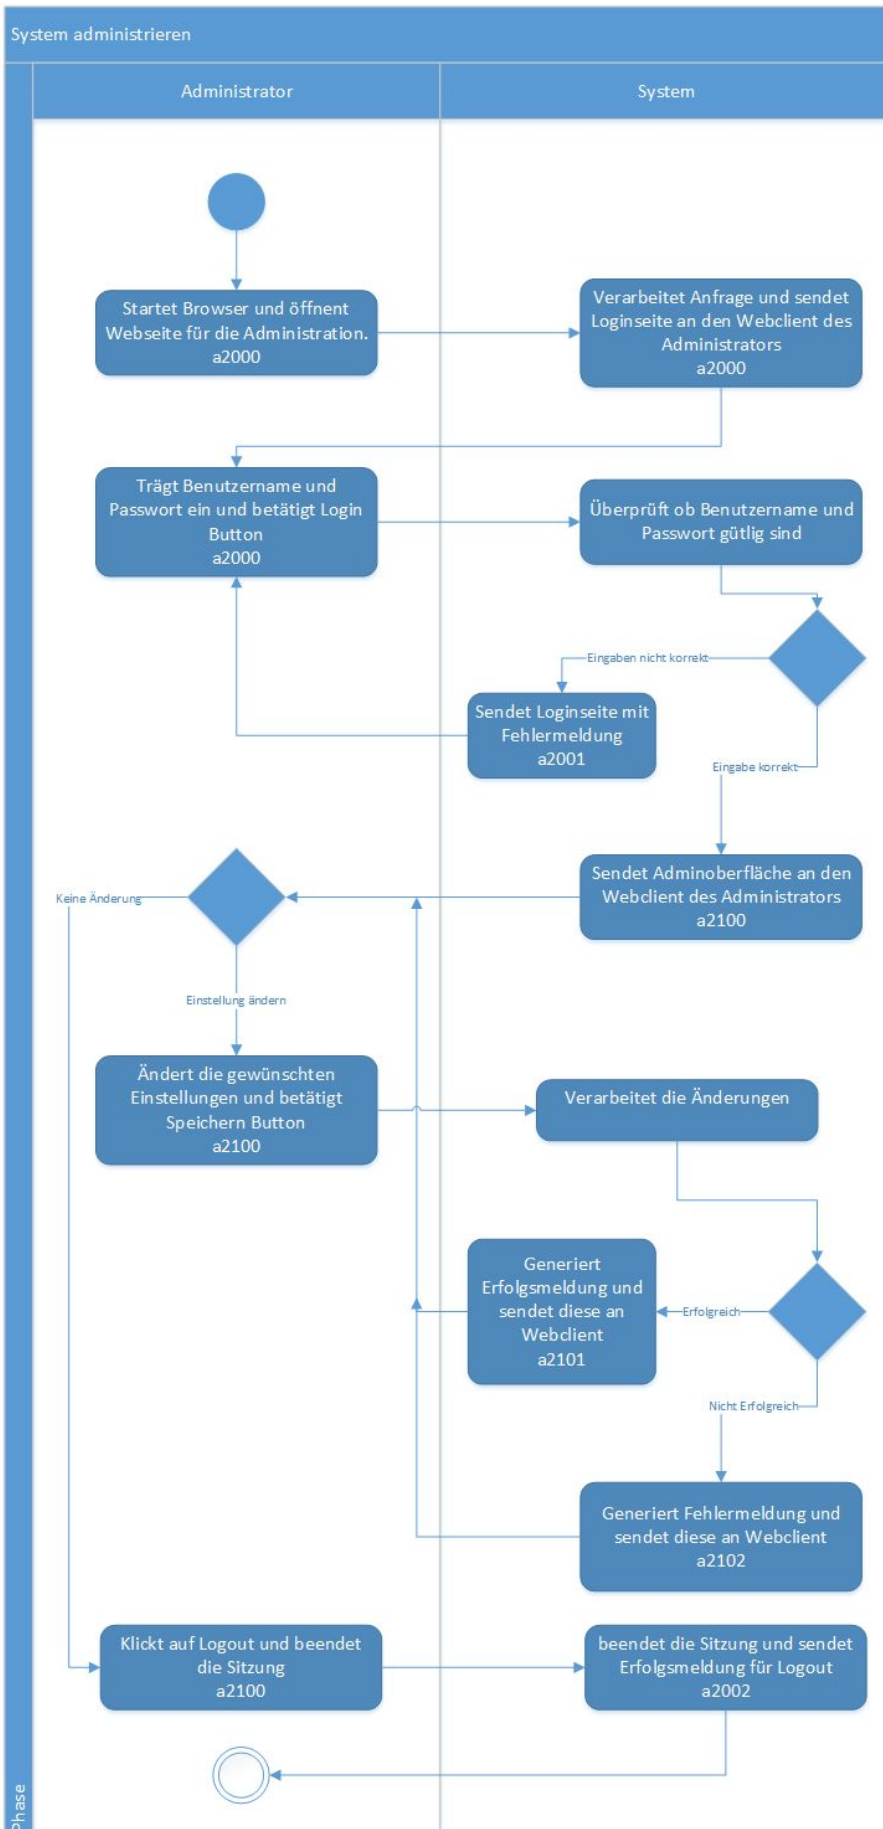 System administrieren
Administrator
System
Startet Browser und öffnent
Webseite für die Administration.
a2000
Verarbeitet Anfrage und sendet
Loginseite an den Webclient des
Administrators
a2000
Trägt Benutzername und
Passwort ein und betätigt Login
Button
a2000
Überprüft ob Benutzername und
Passwort gütlig sind
Eingaben nicht korrekt
Sendet Loginseite mit
Fehlermeldung
a2001
Eingabe korrekt
Sendet Adminoberfläche an den
Webclient des Administrators
a2100
Keine Änderung
Einstellung ändern
Ändert die gewünschten
Einstellungen und betätigt
Speichern Button
a2100
Verarbeitet die Änderungen
Generiert
Erfolgsmeldung und
sendet diese an
Webclient
a2101
Erfolgreich
Nicht Erfolgreich
Generiert Fehlermeldung und
sendet diese an Webclient
a2102
Klickt auf Logout und beendet
die Sitzung
a2100
beendet die Sitzung und sendet
Erfolgsmeldung für Logout
a2002
Phase